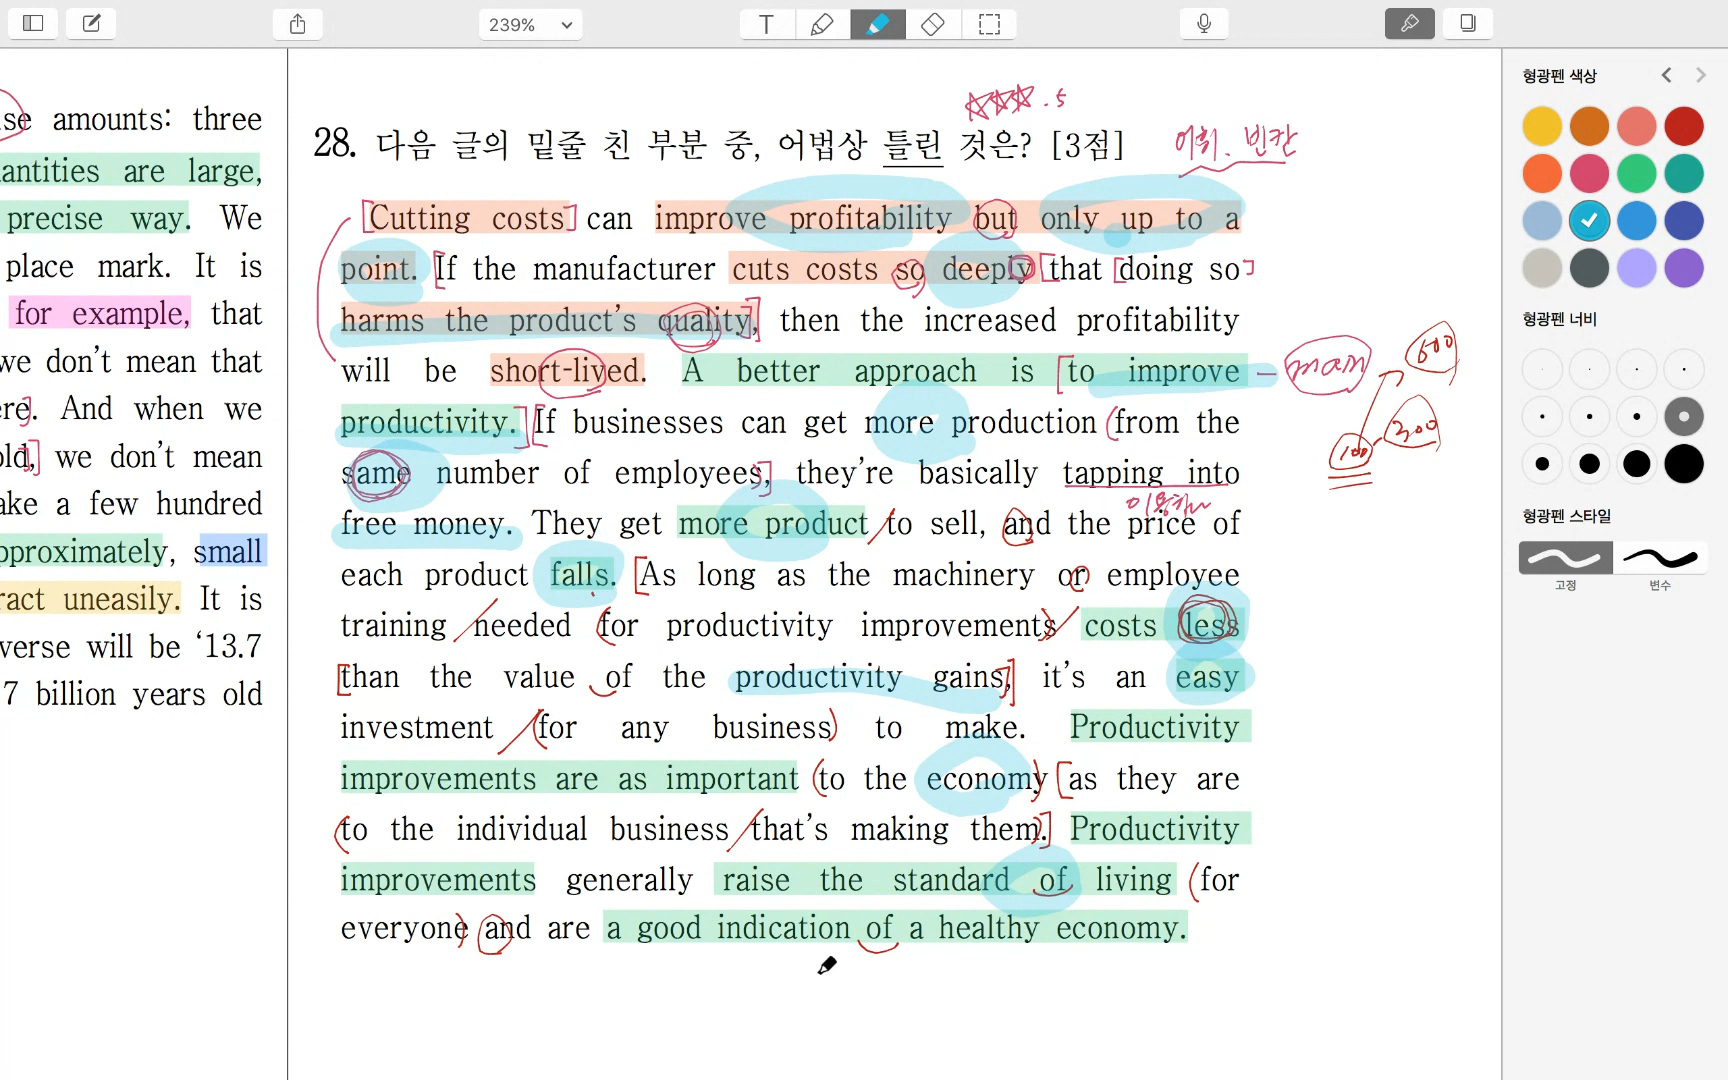 239%
T
se amounts: three
antities are large,
precise way. We
place mark. It is
for example, that
we don't mean that
ere. And when we
old, we don't mean
ake a few hundred
pproximately, small
ract uneasily. It is
verse will be '13.7
7 billion years old
☆☆☆.5
28. 다음 글의 밑줄 친 부분 중, 어법상 틀린 것은? [3점]
어휘. 빈칸
[Cutting costs] can improve profitability but only up to a
point. [If the manufacturer cuts costs so deeply [that [doing so]
harms the product's quality], then the increased profitability
will be short-lived. A better approach is [to improve
main
600
productivity.] [If businesses can get more production (from the
300
100
same number of employees,] they're basically tapping into
이용하
free money. They get more product / to sell, and the price of
each product falls. [As long as the machinery or employee
training / needed (for productivity improvements) / costs less
[than the value of the productivity gains,] it's an easy
investment / (for any business) to make. Productivity
improvements are as important (to the economy) [as they are
(to the individual business / that's making them).] Productivity
improvements generally raise the standard of living (for
everyone) and are a good indication of a healthy economy.
형광펜 색상
형광펜 너비
형광펜 스타일
고정 변수